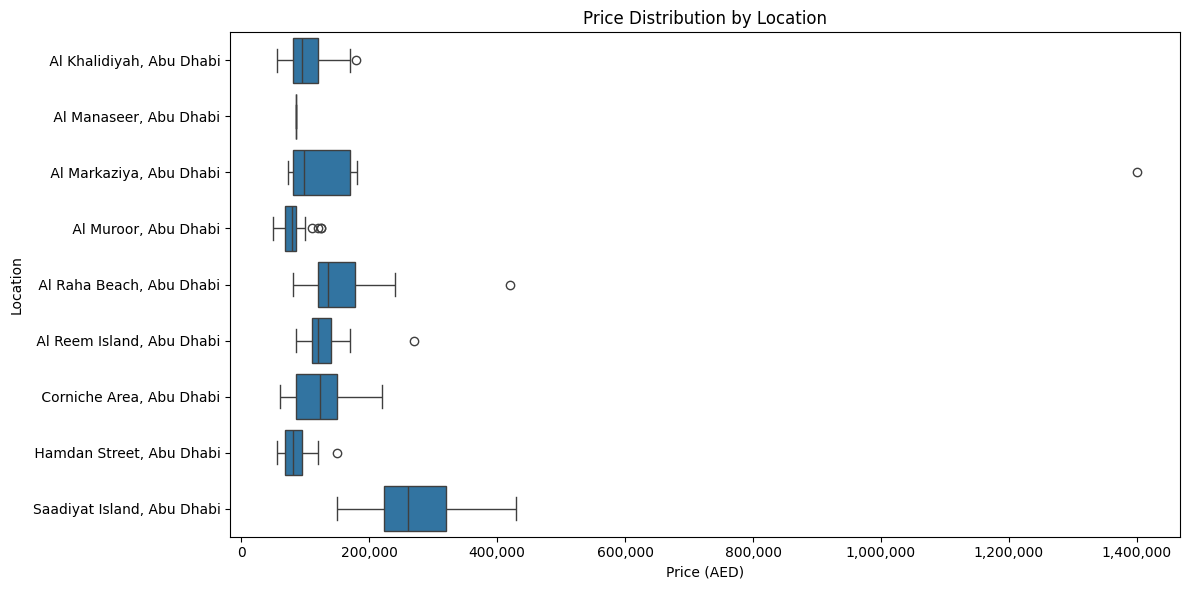 Price Distribution by Location
Location
Al Khalidiyah, Abu Dhabi
Al Manaseer, Abu Dhabi
Al Markaziya, Abu Dhabi
Al Muroor, Abu Dhabi
Al Raha Beach, Abu Dhabi
Al Reem Island, Abu Dhabi
Corniche Area, Abu Dhabi
Hamdan Street, Abu Dhabi
Saadiyat Island, Abu Dhabi
0 200,000 400,000 600,000 800,000 1,000,000 1,200,000 1,400,000
Price (AED)